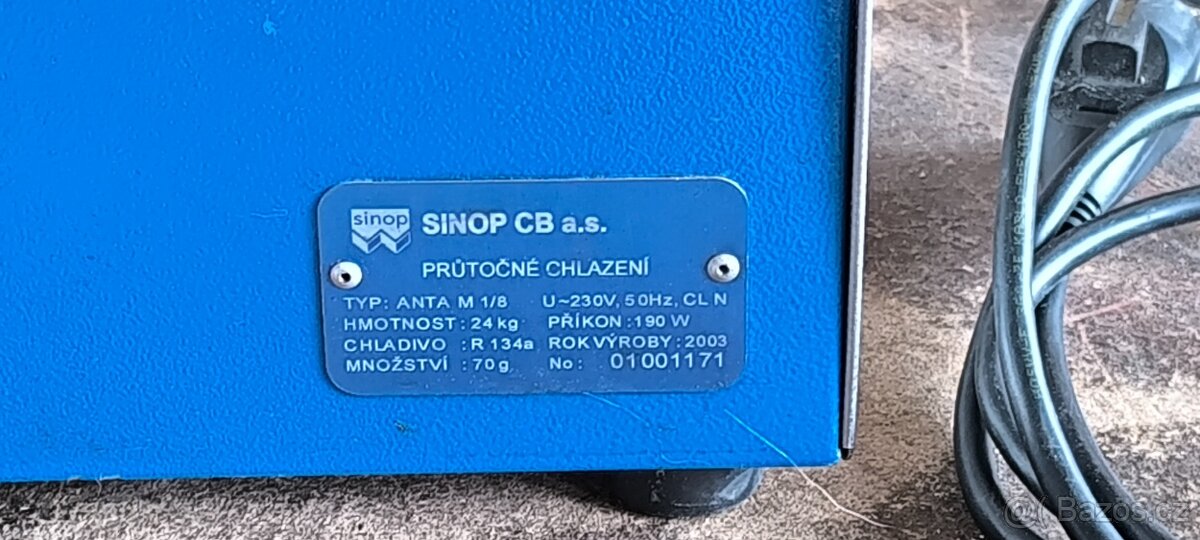 sinop
SINOP CB a.s.
PRŮTOČNÉ CHLAZENÍ
TYP: ANTA M 1/8 U~230V, 50Hz, CL N
HMOTNOST : 24 kg PŘÍKON : 190 W
CHLADIVO : R 134a ROK VÝROBY : 2003
MNOŽSTVÍ : 70 g No : 01001171
Bazos.cz